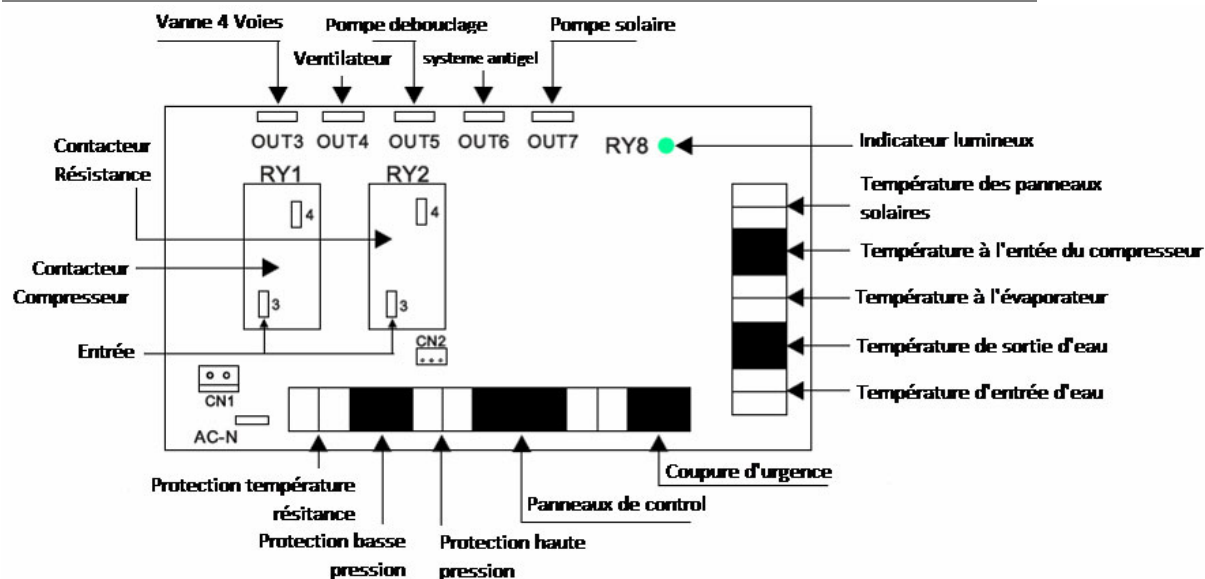 Vanne 4 Voies
Pompe debouclage
Pompe solaire
Ventilateur
systeme antigel
OUT3
OUT4
OUT5
OUT6
OUT7
RY8
Indicateur lumineux
Contacteur
Résistance
RY1
RY2
4
4
Température des panneaux
solaires
Température à l'entée du compresseur
Contacteur
Compresseur
3
3
Température à l'évaporateur
Entrée
CN2
Température de sortie d'eau
CN1
Température d'entrée d'eau
AC-N
Protection température
résitance
Coupure d'urgence
Panneaux de control
Protection basse
pression
Protection haute
pression